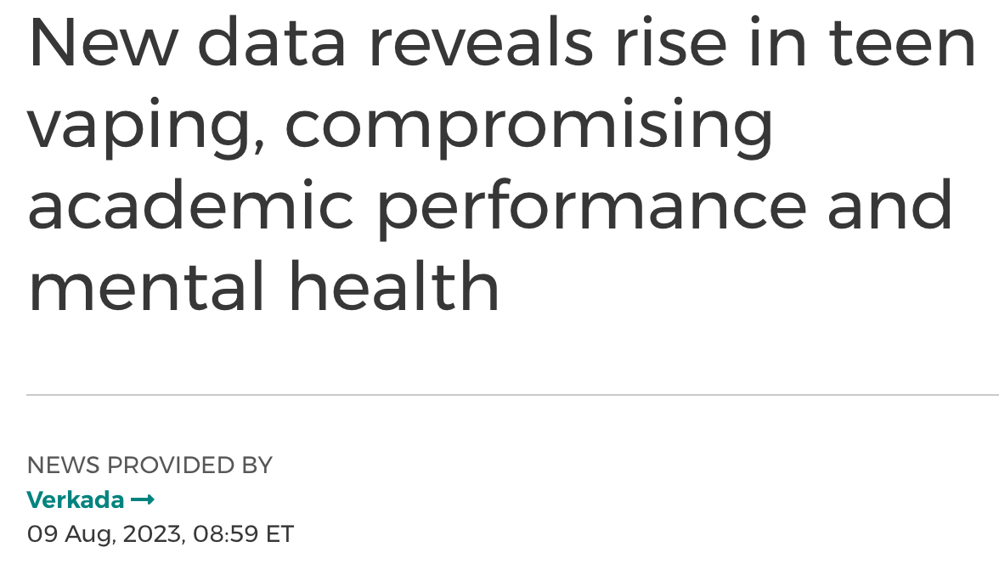 New data reveals rise in teen
vaping, compromising
academic performance and
mental health
NEWS PROVIDED BY
Verkada →
09 Aug, 2023, 08:59 ET